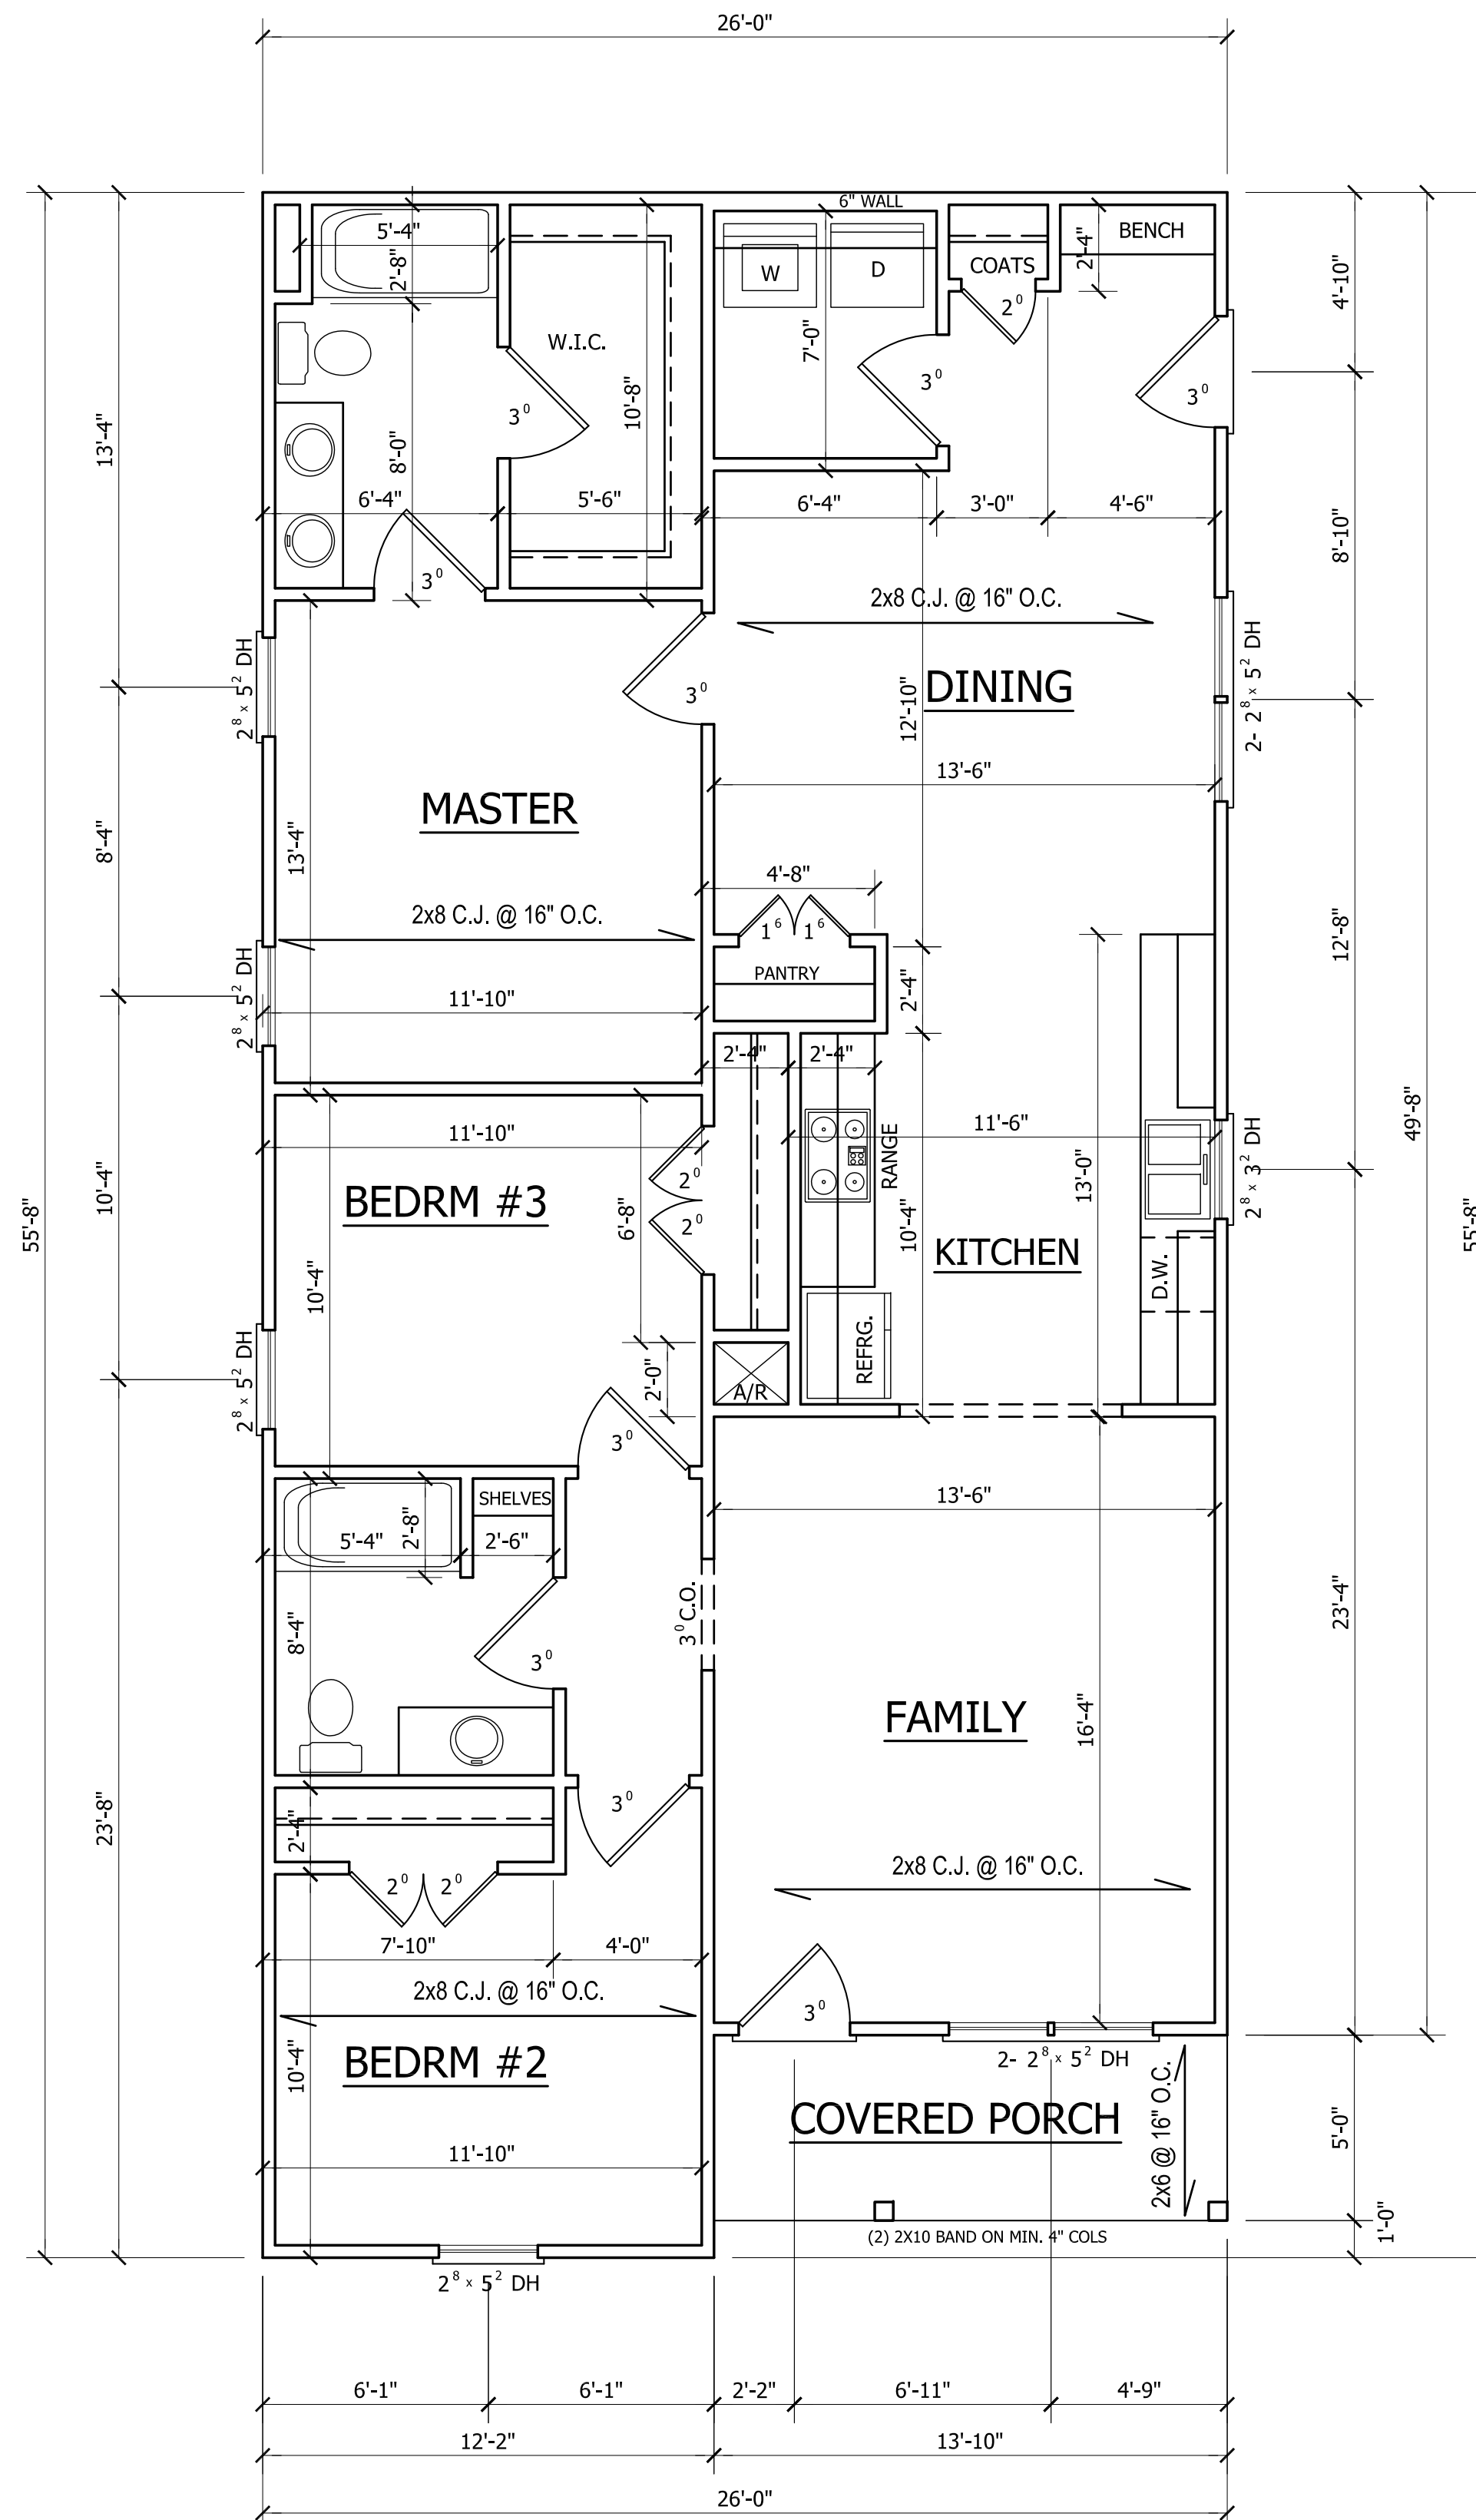 26'-0"
6" WALL
5'-4"
2'-8"
W
D
COATS
2'-4"
BENCH
2⁰
4'-10"
W.I.C.
7'-0"
3⁰
3⁰
3⁰
10'-8"
13'-4"
8'-0"
6'-4"
5'-6"
6'-4"
3'-0"
4'-6"
8'-10"
3⁰
2x8 C.J. @ 16" O.C.
2⁸ x 5² DH
3⁰
DINING
12'-10"
2- 2⁸ x 5² DH
13'-6"
MASTER
13'-4"
8'-4"
4'-8"
2x8 C.J. @ 16" O.C.
1⁶
1⁶
12'-8"
PANTRY
2⁸ x 5² DH
11'-10"
2'-4"
2'-4"
2'-4"
49'-8"
11'-10"
11'-6"
RANGE
2⁸ x 3² DH
10'-4"
13'-0"
2⁰
BEDRM #3
6'-8"
2⁰
10'-4"
55'-8"
55'-8"
KITCHEN
D.W.
10'-4"
2⁸ x 5² DH
REFRG.
2'-0"
A/R
3⁰
SHELVES
13'-6"
5'-4"
2'-8"
2'-6"
3⁰ C.O.
23'-4"
8'-4"
3⁰
FAMILY
16'-4"
3⁰
23'-8"
2'-4"
2x8 C.J. @ 16" O.C.
2⁰
2⁰
7'-10"
4'-0"
2x8 C.J. @ 16" O.C.
3⁰
BEDRM #2
10'-4"
2- 2⁸ x 5² DH
COVERED PORCH
2x6 @ 16" O.C.
5'-0"
11'-10"
(2) 2X10 BAND ON MIN. 4" COLS
1'-0"
2⁸ x 5² DH
6'-1"
6'-1"
2'-2"
6'-11"
4'-9"
12'-2"
13'-10"
26'-0"